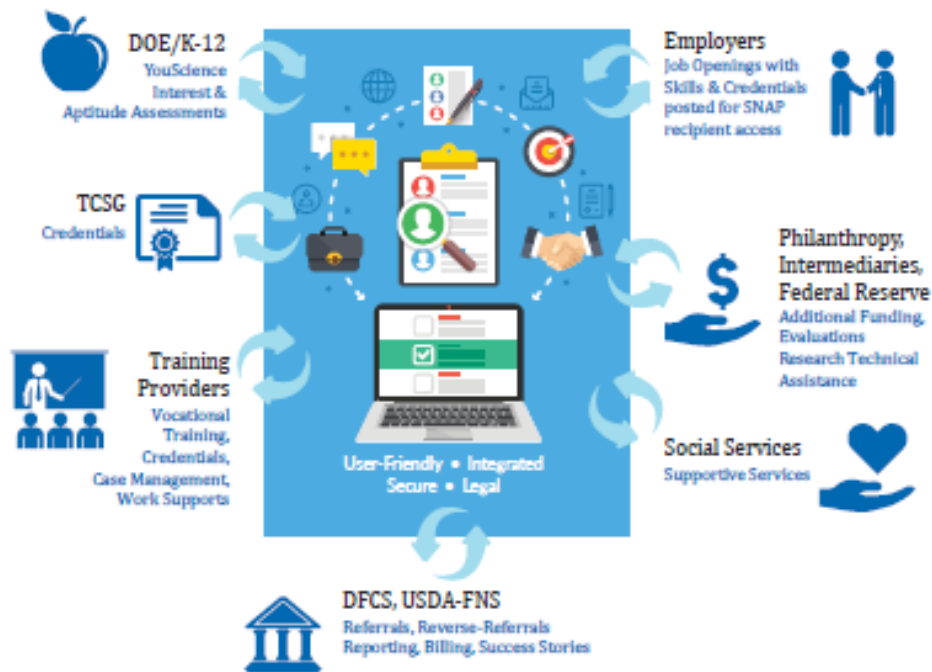 DOE/K-12
YouScience
Interest &
Aptitude Assessments
TCSG
Credentials
Training
Providers
Vocational
Training,
Credentials,
Case Management,
Work Supports
User-Friendly • Integrated
Secure • Legal
Employers
Job Openings with
Skills & Credentials
posted for SNAP
recipient access
Philanthropy,
Intermediaries,
Federal Reserve
Additional Funding,
Evaluations
Research Technical
Assistance
Social Services
Supportive Services
DFCS, USDA-FNS
Referrals, Reverse-Referrals
Reporting, Billing, Success Stories